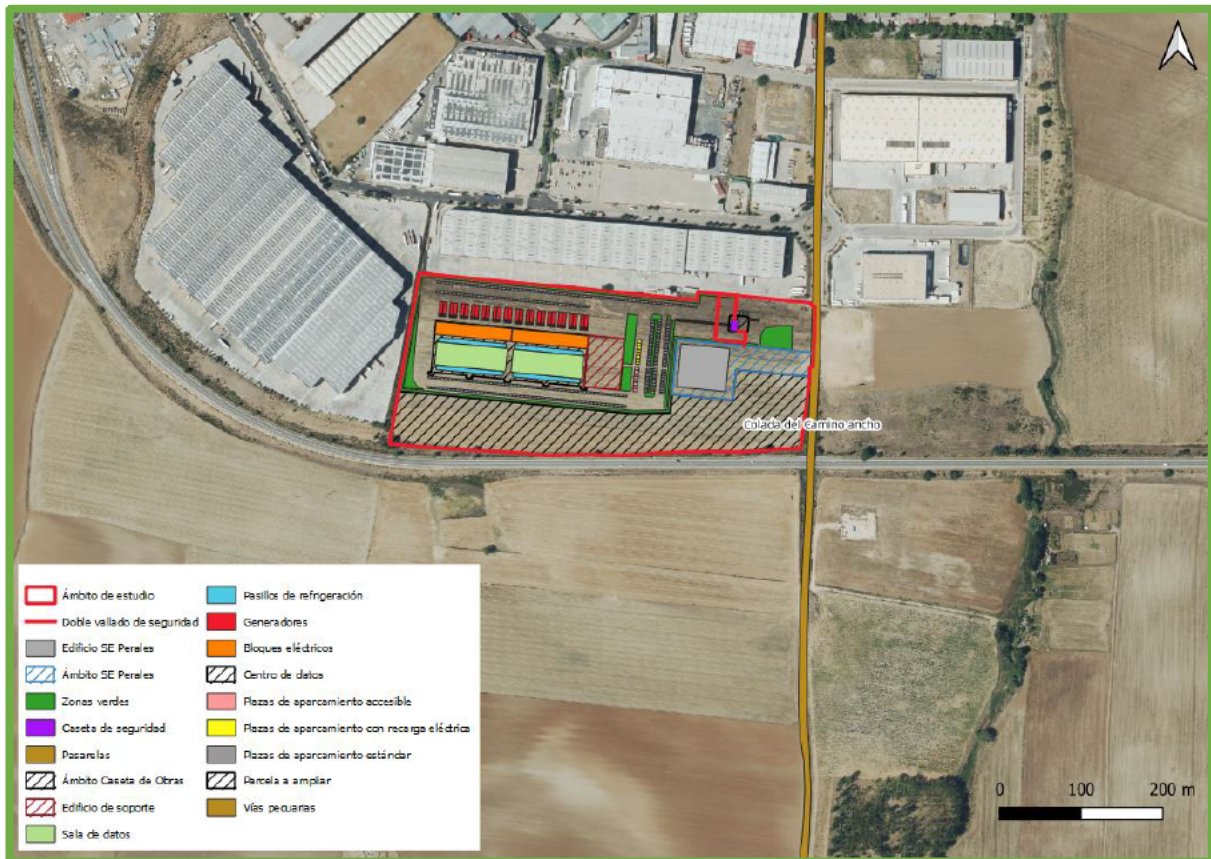 Colada del Camino ancho
Ámbito de estudio
Doble vallado de seguridad
Edificio SE Perales
Ámbito SE Perales
Zonas verdes
Caseta de seguridad
Pasarelas
Ámbito Caseta de Obras
Edificio de soporte
Sala de datos
Pasillos de refrigeración
Generadores
Bloques eléctricos
Centro de datos
Plazas de aparcamiento accesible
Plazas de aparcamiento con recarga eléctrica
Plazas de aparcamiento estándar
Parcela a ampliar
Vías pecuarias
0 100 200 m